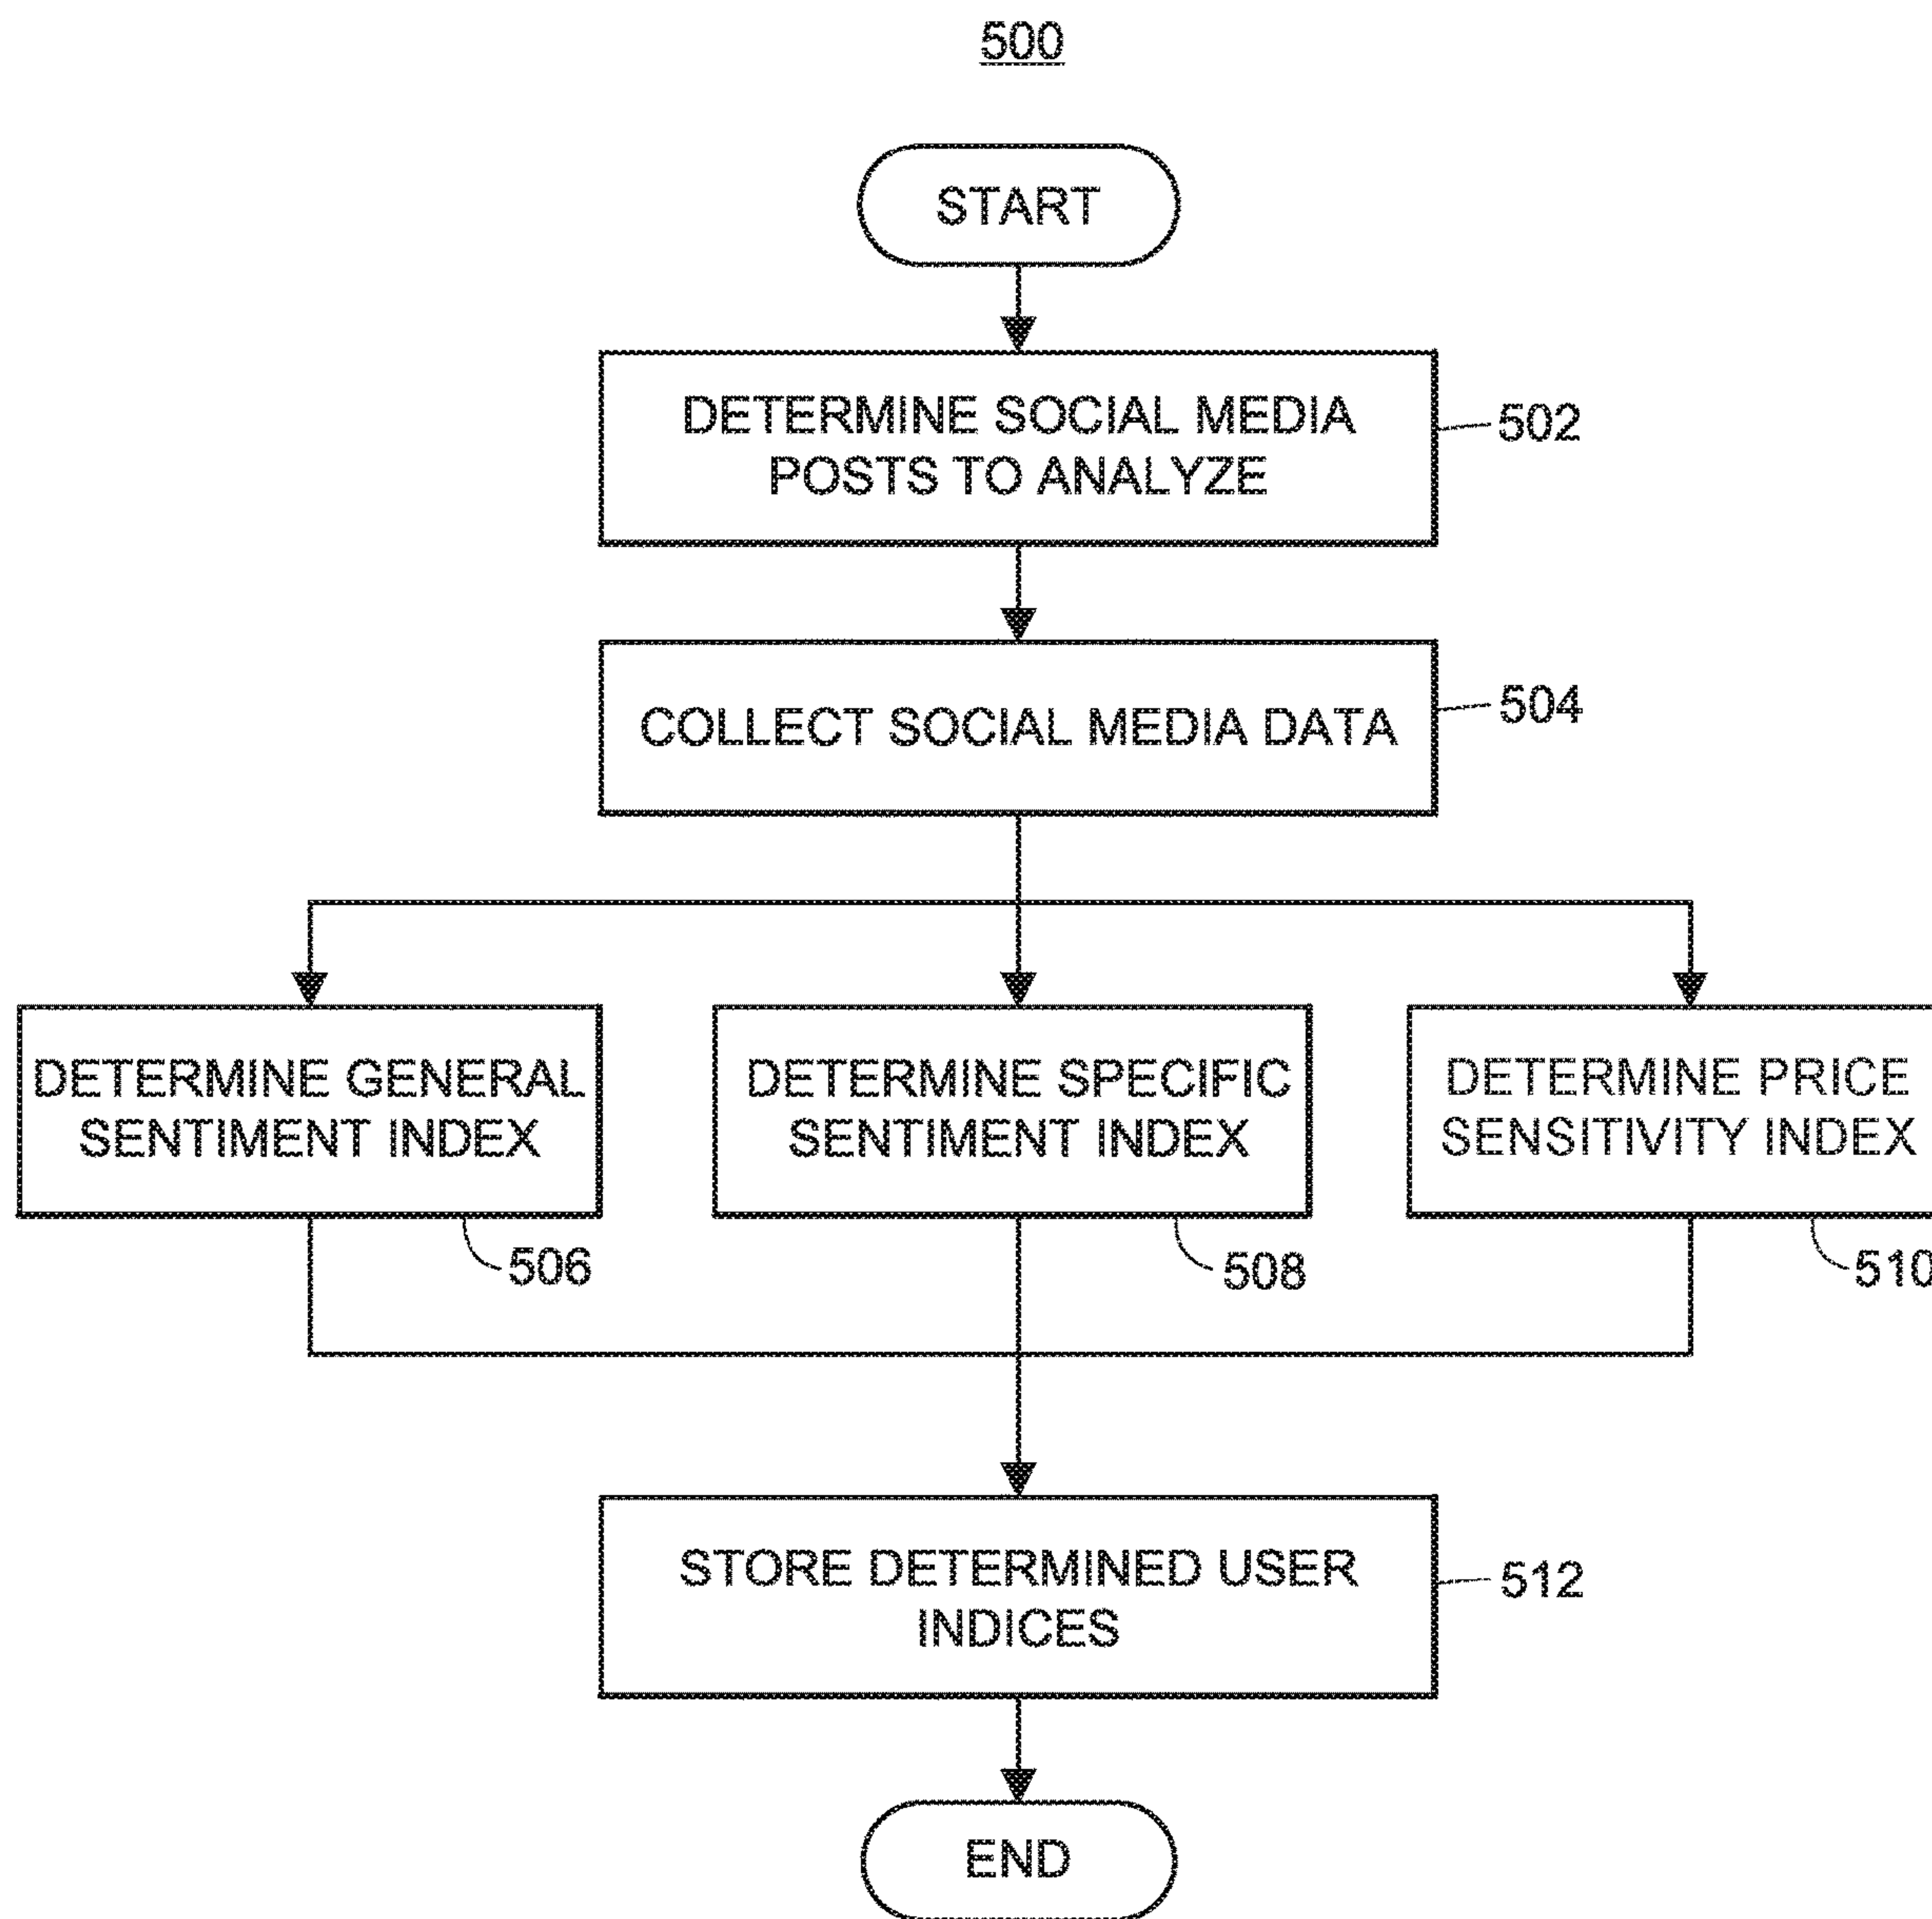 500
START
DETERMINE SOCIAL MEDIA
POSTS TO ANALYZE
502
COLLECT SOCIAL MEDIA DATA
504
DETERMINE GENERAL
SENTIMENT INDEX
506
DETERMINE SPECIFIC
SENTIMENT INDEX
508
DETERMINE PRICE
SENSITIVITY INDEX
510
STORE DETERMINED USER
INDICES
512
END